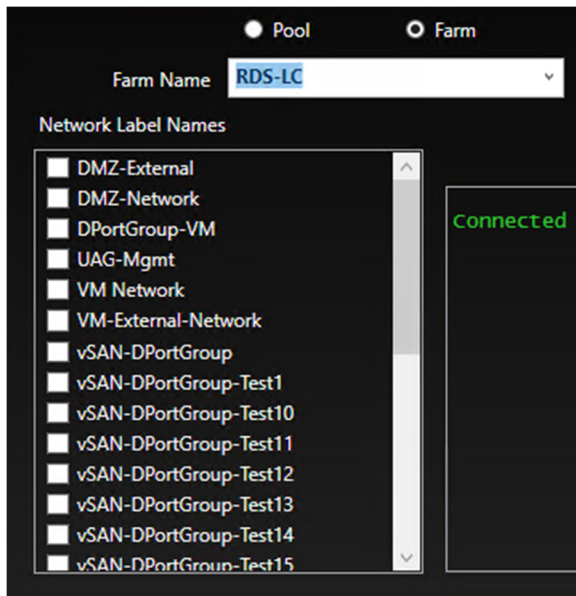 Pool Farm
Farm Name RDS-LC
Network Label Names
DMZ-External
DMZ-Network
DPortGroup-VM
Connected
UAG-Mgmt
VM Network
VM-External-Network
vSAN-DPortGroup
vSAN-DPortGroup-Test1
vSAN-DPortGroup-Test10
vSAN-DPortGroup-Test11
vSAN-DPortGroup-Test12
vSAN-DPortGroup-Test13
vSAN-DPortGroup-Test14
vSAN-DPortGroup-Test15